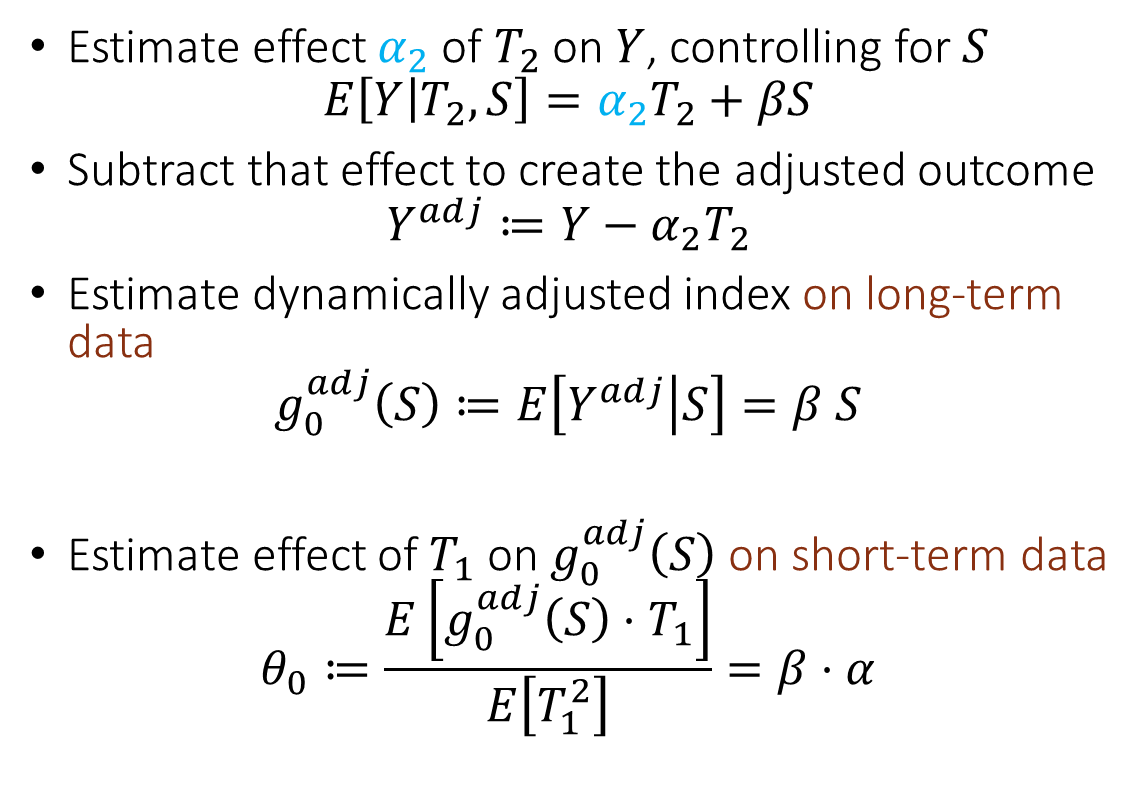 • Estimate effect α₂ of T₂ on Y, controlling for S
E[Y|T₂, S] = α₂T₂ + βS
• Subtract that effect to create the adjusted outcome
Y^{adj} ≔ Y − α₂T₂
• Estimate dynamically adjusted index on long-term
data
g₀^{adj}(S) ≔ E[Y^{adj}|S] = β S
• Estimate effect of T₁ on g₀^{adj}(S) on short-term data
θ₀ ≔ E[g₀^{adj}(S) · T₁] / E[T₁²] = β · α